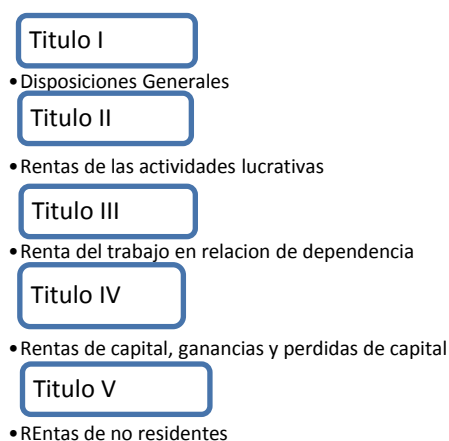 Titulo I
•Disposiciones Generales
Titulo II
•Rentas de las actividades lucrativas
Titulo III
•Renta del trabajo en relacion de dependencia
Titulo IV
•Rentas de capital, ganancias y perdidas de capital
Titulo V
•REntas de no residentes